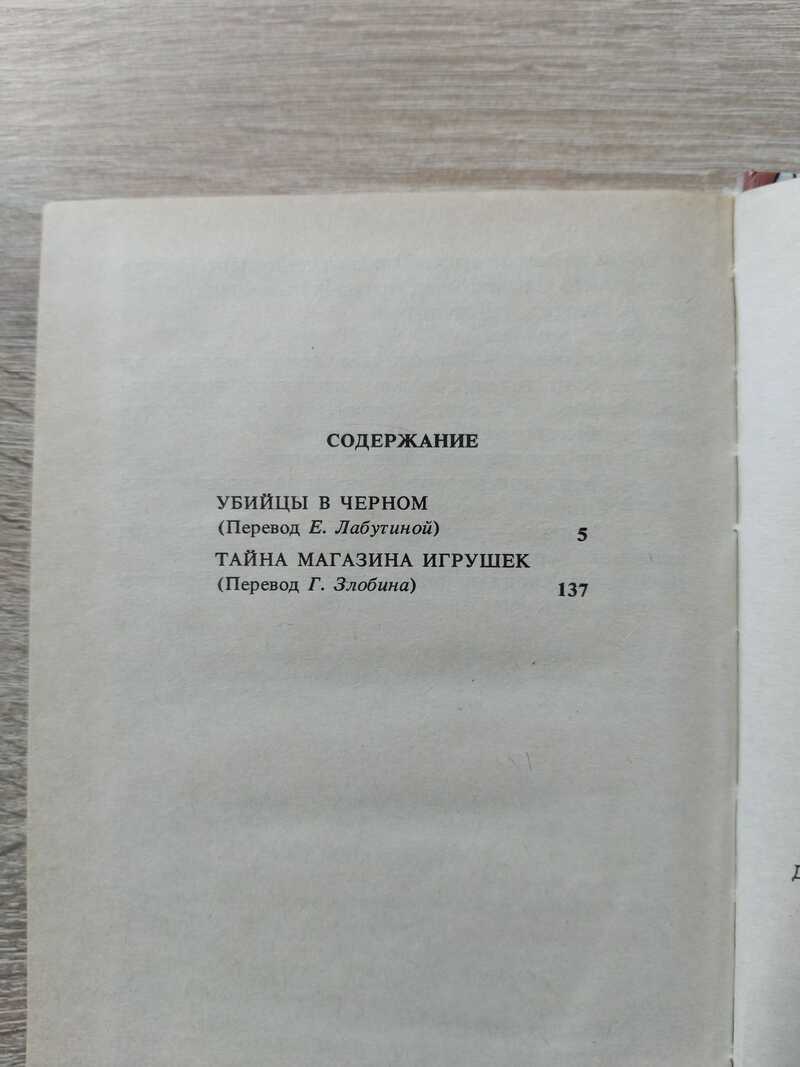 СОДЕРЖАНИЕ
УБИЙЦЫ В ЧЕРНОМ
(Перевод Е. Лабутиной) 5
ТАЙНА МАГАЗИНА ИГРУШЕК
(Перевод Г. Злобина) 137